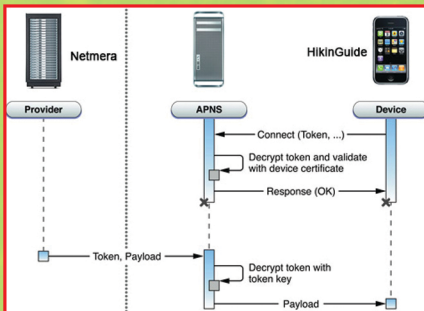 Netmera
HikinGuide
Provider
APNS
Device
Connect (Token, ...)
Decrypt token and validate
with device certificate
Response (OK)
Token, Payload
Decrypt token with
token key
Payload